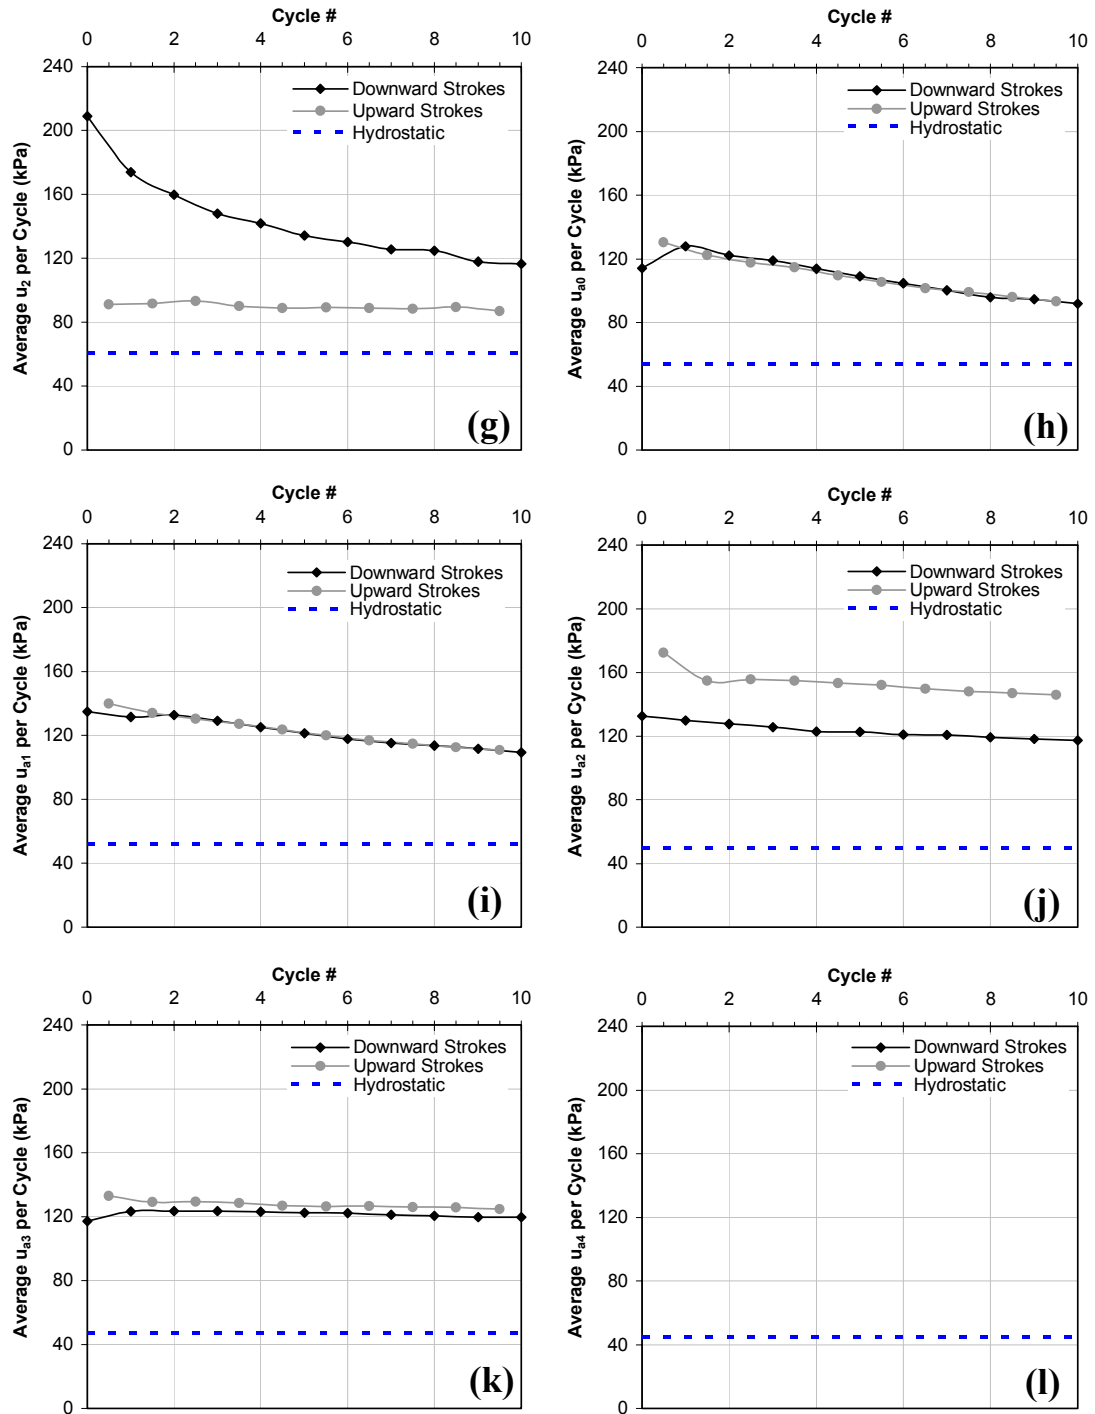 Cycle #
0 2 4 6 8 10
240
200
160
120
80
40
0
Average u2 per Cycle (kPa)
Downward Strokes
Upward Strokes
Hydrostatic
(g)
Cycle #
0 2 4 6 8 10
240
200
160
120
80
40
0
Average ua0 per Cycle (kPa)
Downward Strokes
Upward Strokes
Hydrostatic
(h)
Cycle #
0 2 4 6 8 10
240
200
160
120
80
40
0
Average ua1 per Cycle (kPa)
Downward Strokes
Upward Strokes
Hydrostatic
(i)
Cycle #
0 2 4 6 8 10
240
200
160
120
80
40
0
Average ua2 per Cycle (kPa)
Downward Strokes
Upward Strokes
Hydrostatic
(j)
Cycle #
0 2 4 6 8 10
240
200
160
120
80
40
0
Average ua3 per Cycle (kPa)
Downward Strokes
Upward Strokes
Hydrostatic
(k)
Cycle #
0 2 4 6 8 10
240
200
160
120
80
40
0
Average ua4 per Cycle (kPa)
Downward Strokes
Upward Strokes
Hydrostatic
(l)